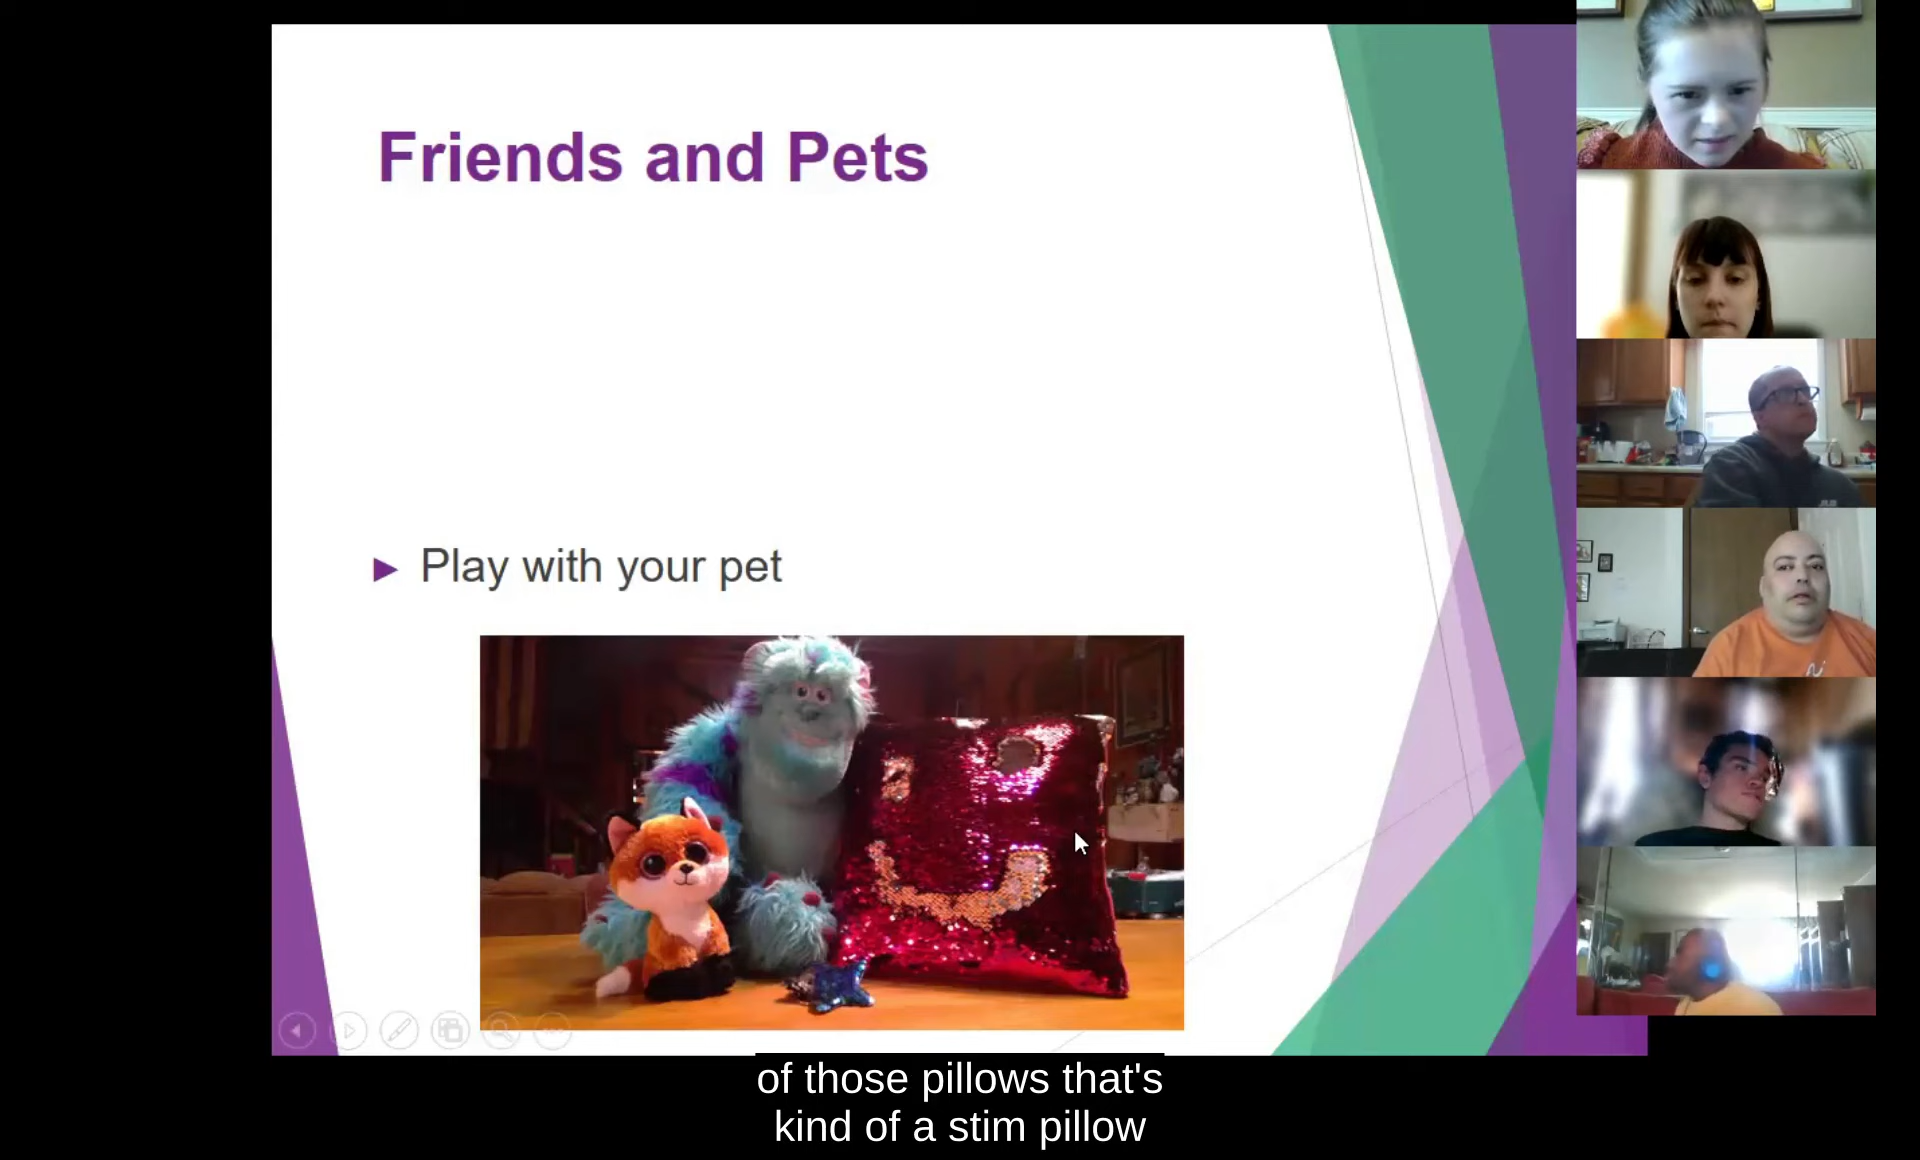 Friends and Pets
Play with your pet
of those pillows that's
kind of a stim pillow